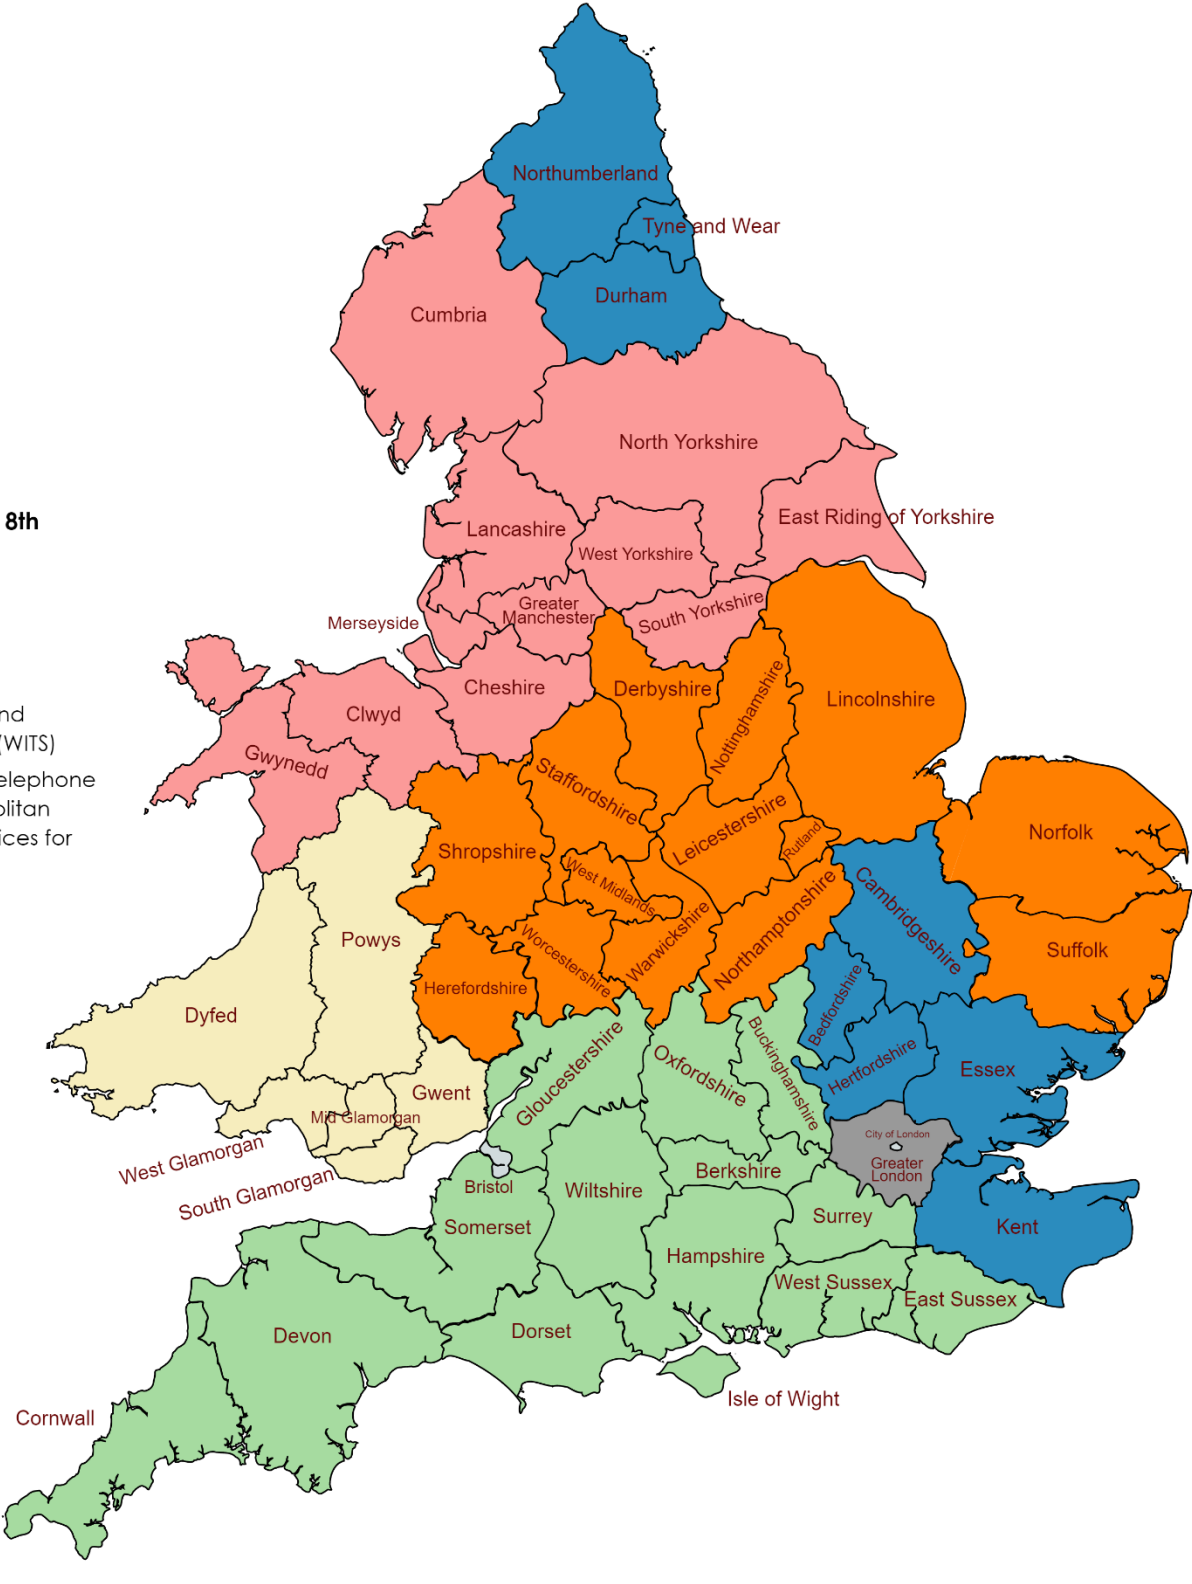 Northumberland
Tyne and Wear
Durham
Cumbria
North Yorkshire
8th
East Riding of Yorkshire
Lancashire
West Yorkshire
Greater
Manchester
South Yorkshire
Merseyside
Cheshire
Derbyshire
Nottinghamshire
Lincolnshire
nd
(WITS)
elephone
olitan
ices for
Clwyd
Gwynedd
Staffordshire
Leicestershire
Rutland
Norfolk
Shropshire
West Midlands
Cambridgeshire
Northamptonshire
Warwickshire
Worcestershire
Suffolk
Powys
Herefordshire
Dyfed
Bedfordshire
Buckinghamshire
Gloucestershire
Oxfordshire
Hertfordshire
Essex
Gwent
Mid Glamorgan
West Glamorgan
South Glamorgan
City of London
Greater
London
Berkshire
Bristol
Wiltshire
Somerset
Surrey
Kent
Hampshire
West Sussex
East Sussex
Devon
Dorset
Isle of Wight
Cornwall